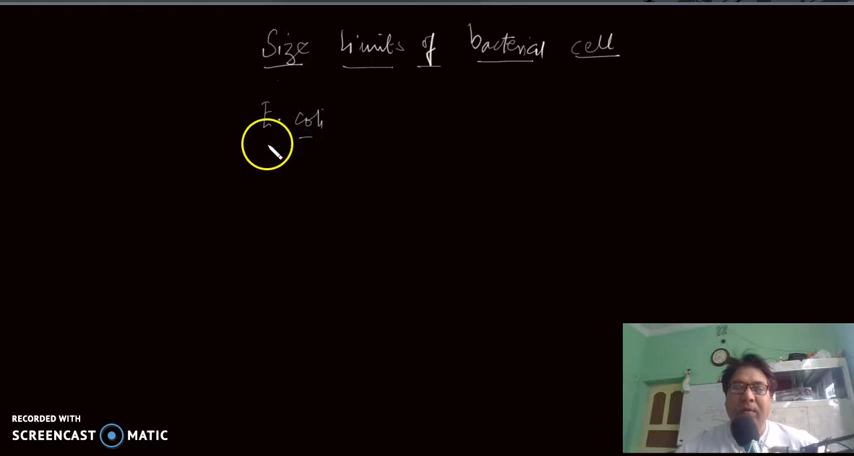 Size limits of bacterial cell
E. coli
RECORDED WITH
SCREENCAST MATIC